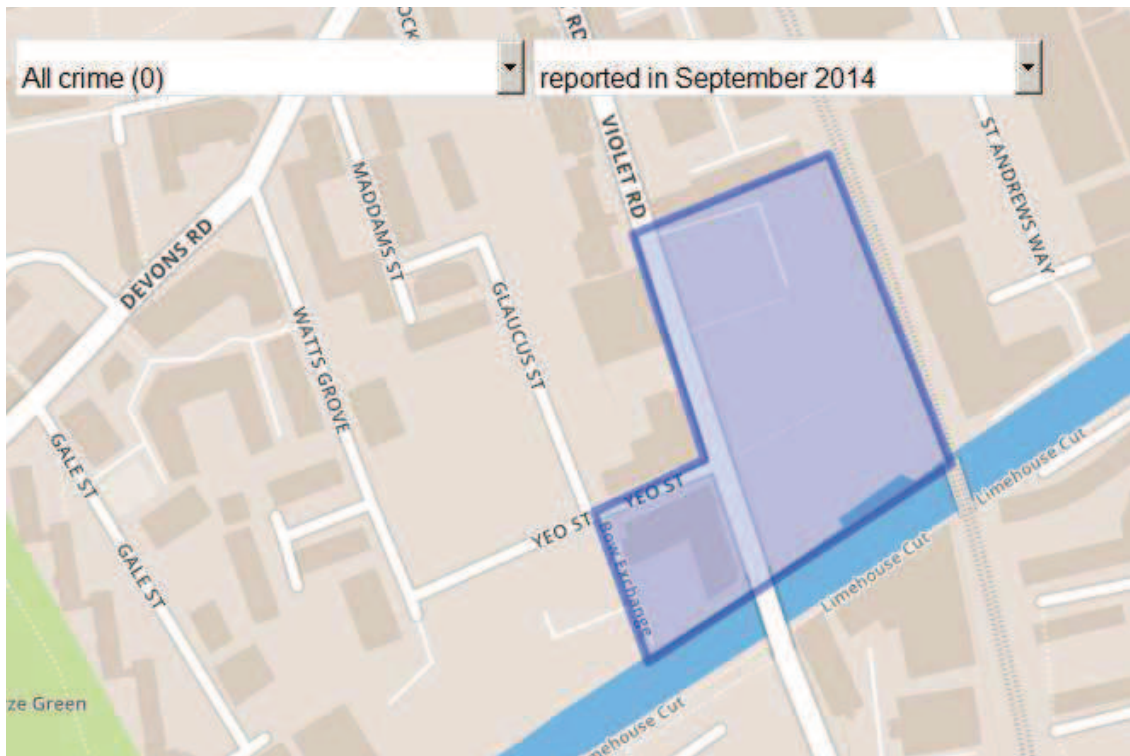 OCK
Y RD
All crime (0)
reported in September 2014
VIOLET RD
ST ANDREWS WAY
MADDAMS ST
DEVONS RD
GLAUCUS ST
WATTS GROVE
GALE ST
YEO ST
YEO ST
Bow Exchange
Limehouse Cut
GALE ST
Limehouse Cut
ze Green
Limehouse Cut